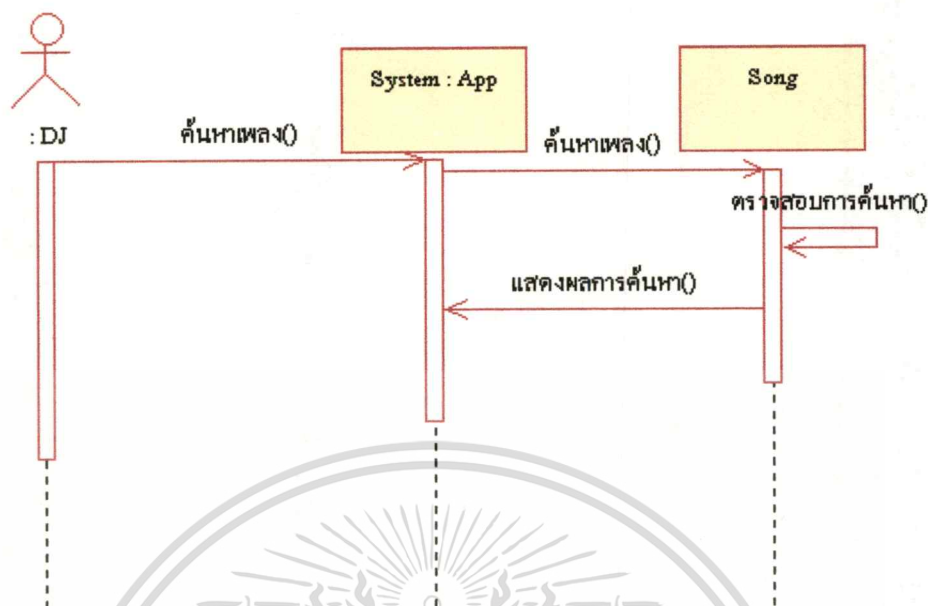 System : App
Song
: DJ
ค้นหาเพลง()
ค้นหาเพลง()
ตรวจสอบการค้นหา()
แสดงผลการค้นหา()